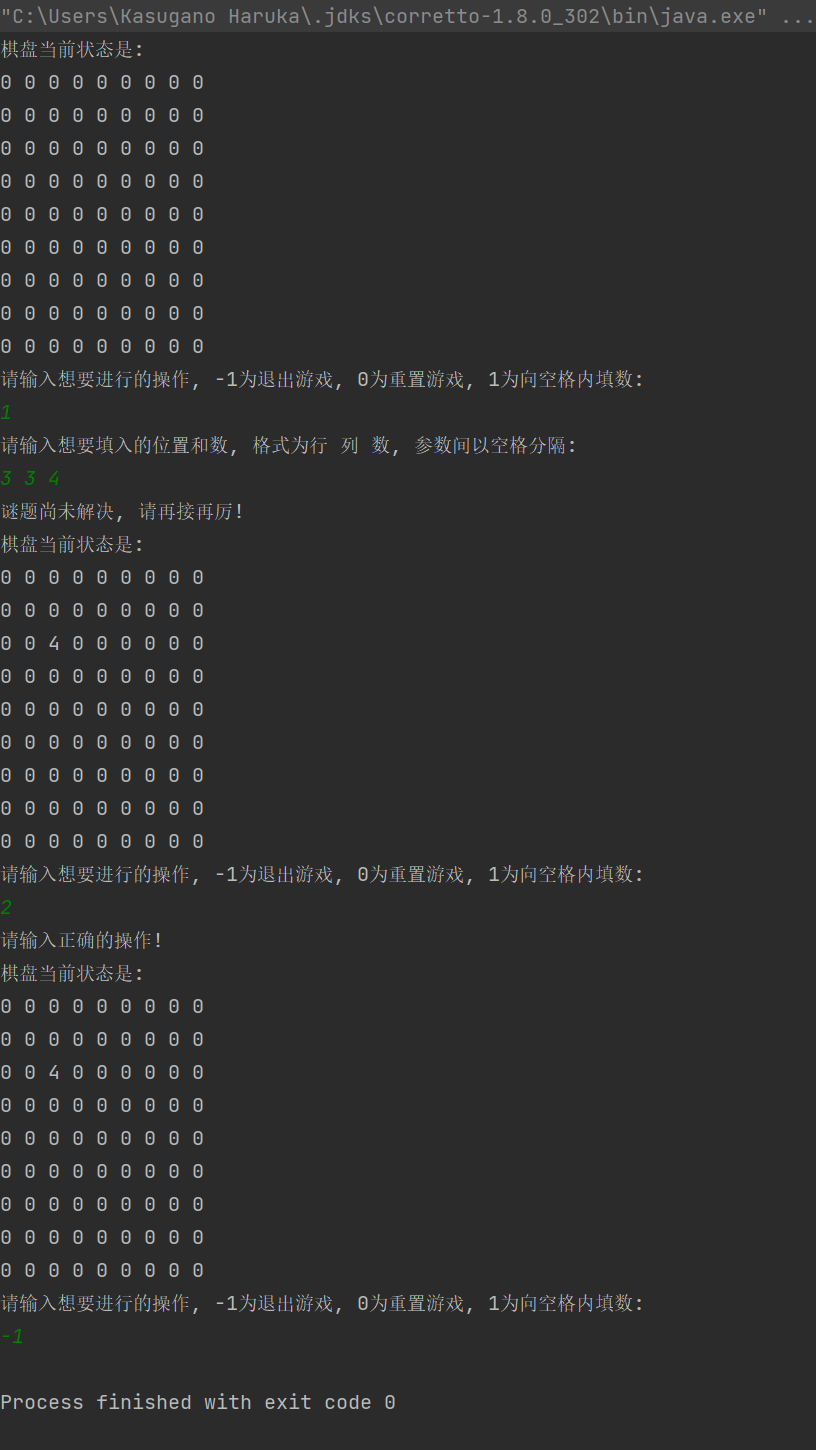 "C:\Users\Kasugano Haruka\.jdks\corretto-1.8.0_302\bin\java.exe" ...
棋盘当前状态是:
0 0 0 0 0 0 0 0 0
0 0 0 0 0 0 0 0 0
0 0 0 0 0 0 0 0 0
0 0 0 0 0 0 0 0 0
0 0 0 0 0 0 0 0 0
0 0 0 0 0 0 0 0 0
0 0 0 0 0 0 0 0 0
0 0 0 0 0 0 0 0 0
0 0 0 0 0 0 0 0 0
请输入想要进行的操作, -1为退出游戏, 0为重置游戏, 1为向空格内填数:
1
请输入想要填入的位置和数, 格式为行 列 数, 参数间以空格分隔:
3 3 4
谜题尚未解决, 请再接再厉!
棋盘当前状态是:
0 0 0 0 0 0 0 0 0
0 0 0 0 0 0 0 0 0
0 0 4 0 0 0 0 0 0
0 0 0 0 0 0 0 0 0
0 0 0 0 0 0 0 0 0
0 0 0 0 0 0 0 0 0
0 0 0 0 0 0 0 0 0
0 0 0 0 0 0 0 0 0
0 0 0 0 0 0 0 0 0
请输入想要进行的操作, -1为退出游戏, 0为重置游戏, 1为向空格内填数:
2
请输入正确的操作!
棋盘当前状态是:
0 0 0 0 0 0 0 0 0
0 0 0 0 0 0 0 0 0
0 0 4 0 0 0 0 0 0
0 0 0 0 0 0 0 0 0
0 0 0 0 0 0 0 0 0
0 0 0 0 0 0 0 0 0
0 0 0 0 0 0 0 0 0
0 0 0 0 0 0 0 0 0
0 0 0 0 0 0 0 0 0
请输入想要进行的操作, -1为退出游戏, 0为重置游戏, 1为向空格内填数:
-1
Process finished with exit code 0